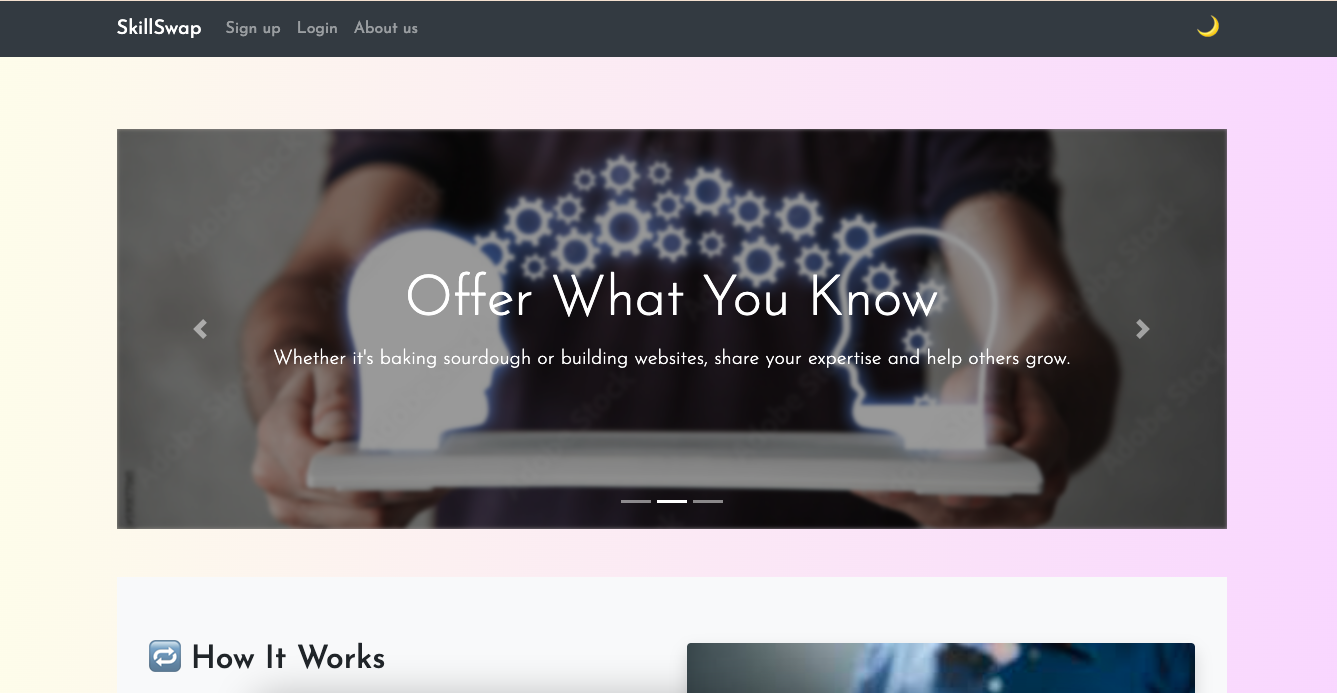 SkillSwap Sign up Login About us
Offer What You Know
Whether it's baking sourdough or building websites, share your expertise and help others grow.
How It Works